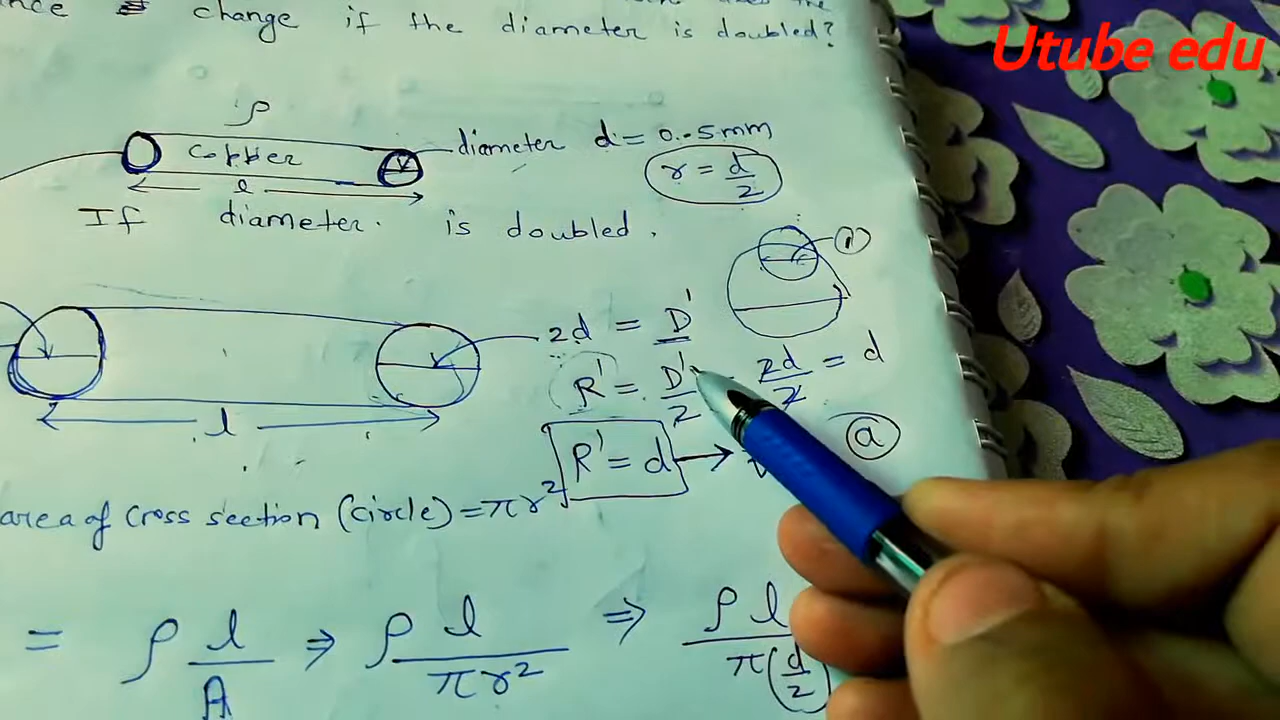 Utube edu
change if the diameter is doubled?
ρ
copper
diameter d = 0.5mm
r = d/2
l
If diameter is doubled.
1
2d = D'
R' = D'/2 = 2d/2 = d
l
R' = d → a
area of cross section (circle) = πr²
= ρ l/A ⇒ ρ l/πr² ⇒ ρ l/π(d/2)